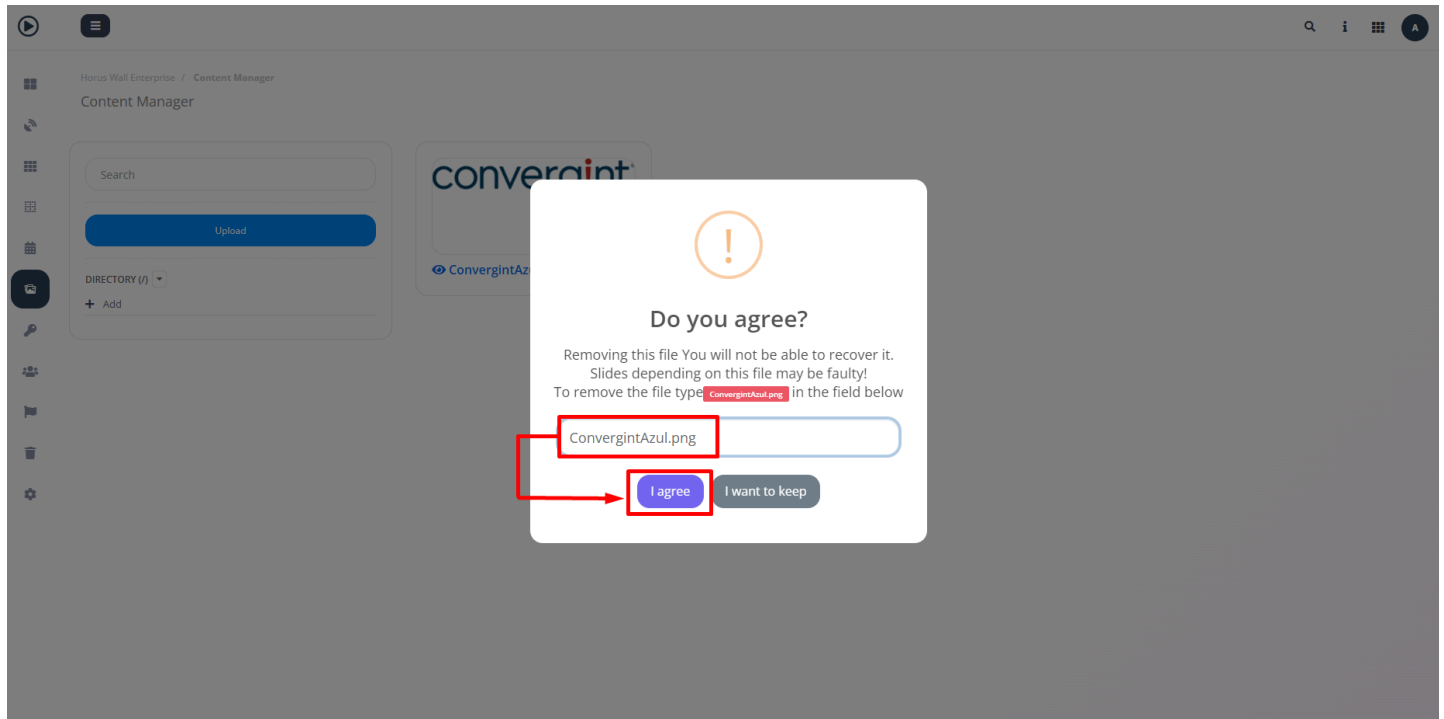 A
Horus Wall Enterprise / Content Manager
Content Manager
Search
Upload
DIRECTORY (/)
+ Add
convergint
ConvergintAz
!
Do you agree?
Removing this file You will not be able to recover it.
Slides depending on this file may be faulty!
To remove the file type ConvergintAzul.png in the field below
ConvergintAzul.png
I agree
I want to keep